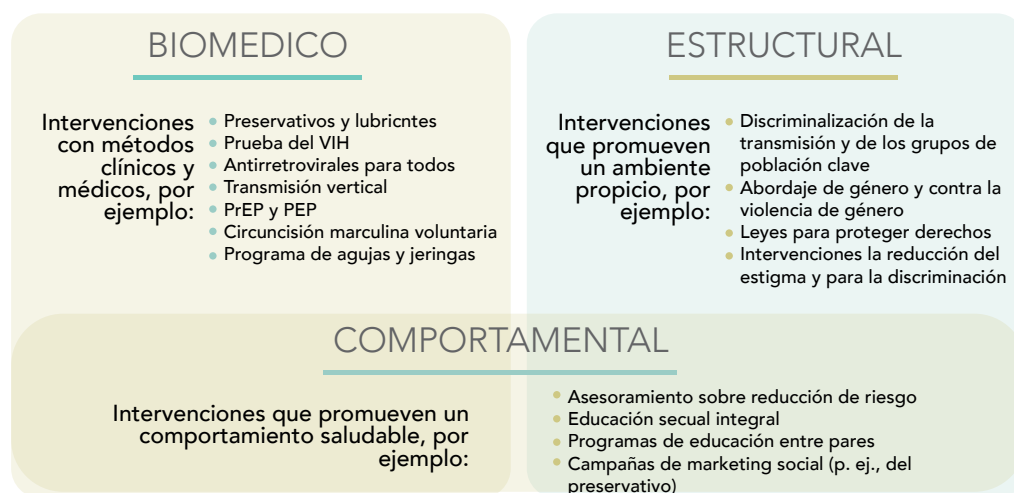 BIOMEDICO
Intervenciones
con métodos
clínicos y
médicos, por
ejemplo:
Preservativos y lubricntes
Prueba del VIH
Antirretrovirales para todos
Transmisión vertical
PrEP y PEP
Circuncisión marculina voluntaria
Programa de agujas y jeringas
ESTRUCTURAL
Intervenciones
que promueven
un ambiente
propicio, por
ejemplo:
Discriminalización de la
transmisión y de los grupos de
población clave
Abordaje de género y contra la
violencia de género
Leyes para proteger derechos
Intervenciones la reducción del
estigma y para la discriminación
COMPORTAMENTAL
Intervenciones que promueven un
comportamiento saludable, por
ejemplo:
Asesoramiento sobre reducción de riesgo
Educación secual integral
Programas de educación entre pares
Campañas de marketing social (p. ej., del
preservativo)